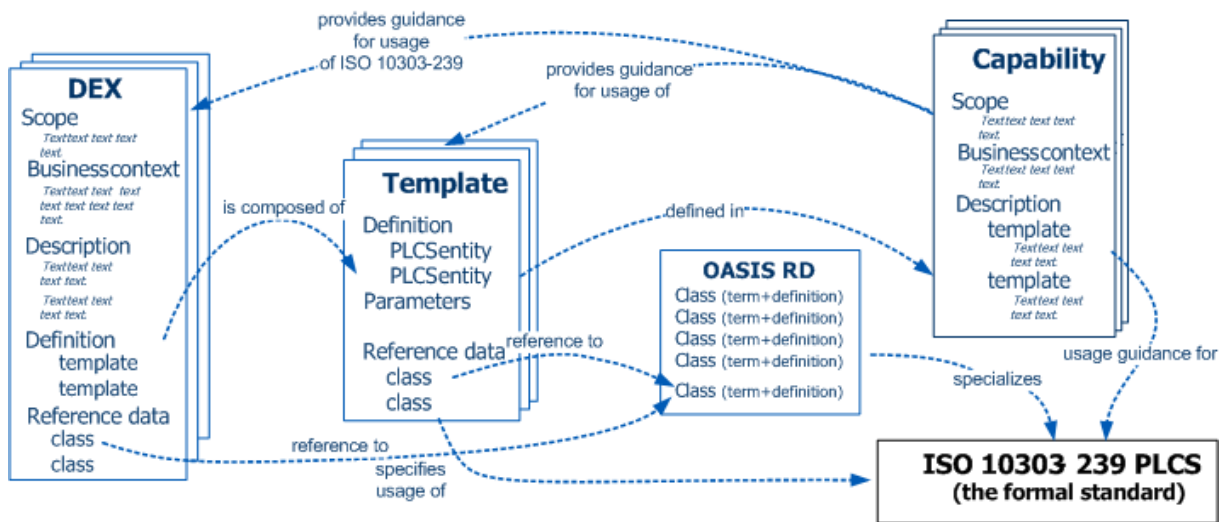 provides guidance
for usage
of ISO 10303-239
provides guidance
for usage of
DEX
Scope
Texttext text text
text.
Businesscontext
Texttext text text
text text text text
text.
Description
Texttext text text
text text.
Texttext text text
text text.
Definition
template
template
Reference data
class
class
is composed of
Template
Definition
PLCSentity
PLCSentity
Parameters
Reference data
class
class
defined in
reference to
reference to
specifies
usage of
OASIS RD
Class (term+definition)
Class (term+definition)
Class (term+definition)
Class (term+definition)
Class (term+definition)
Capability
Scope
Texttext text text
text text.
Businesscontext
Texttext text text
text text.
Description
template
Texttext text text
text text.
template
Texttext text text
text text.
usage guidance for
specializes
ISO 10303- 239 PLCS
(the formal standard)